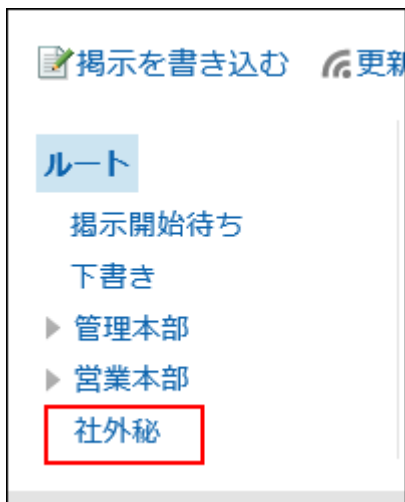 掲示を書き込む 更新
ルート
掲示開始待ち
下書き
管理本部
営業本部
社外秘